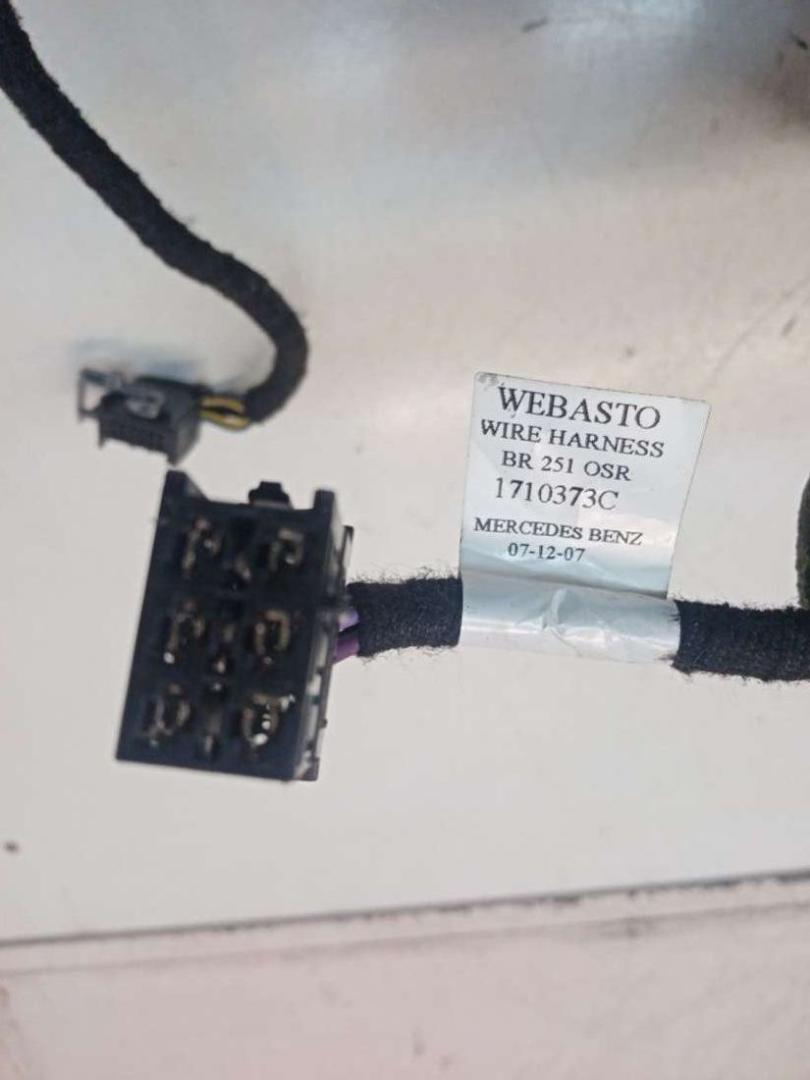 WEBASTO
WIRE HARNESS
BR 251 OSR
1710373C
MERCEDES BENZ
07-12-07